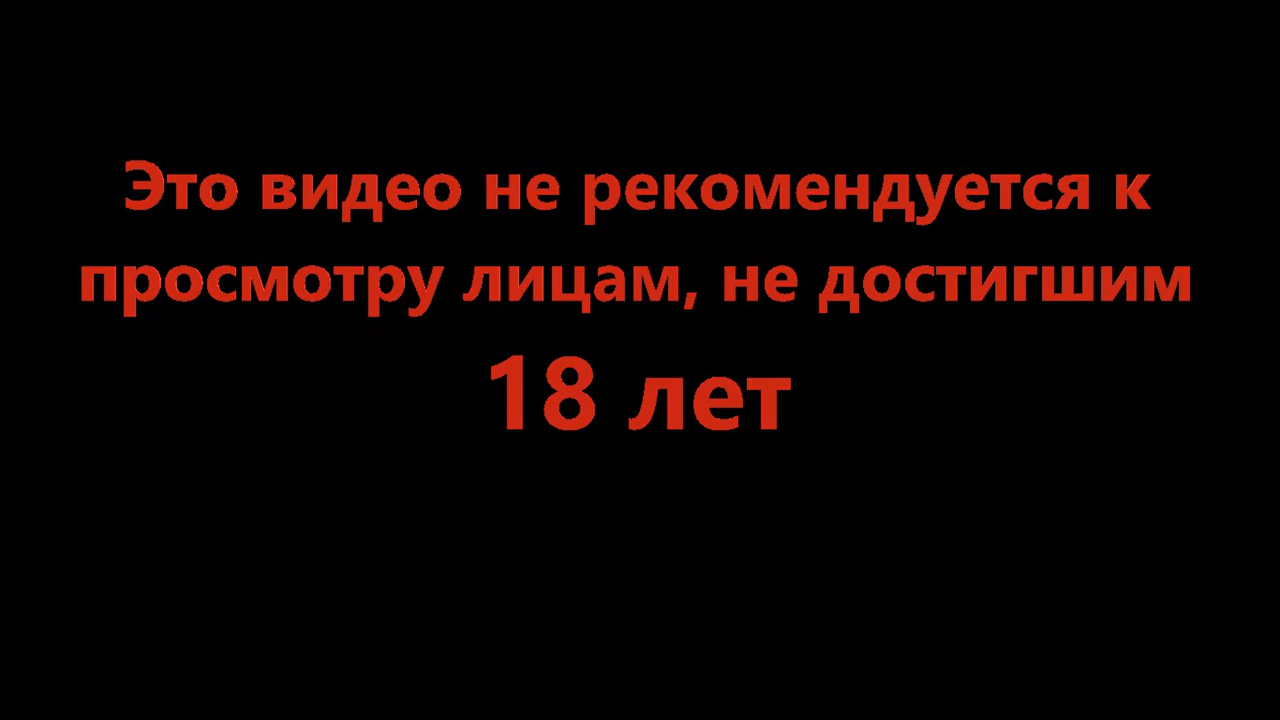 Это видео не рекомендуется к
просмотру лицам, не достигшим
18 лет